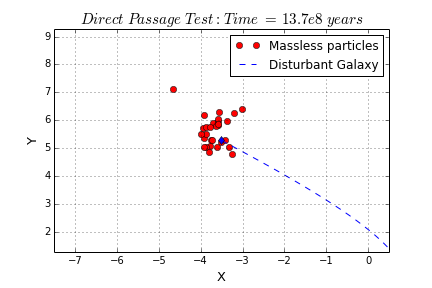 Direct Passage Test: Time = 13.7e8 years
Massless particles
Disturbant Galaxy
Y
9
8
7
6
5
4
3
2
−7 −6 −5 −4 −3 −2 −1 0
X